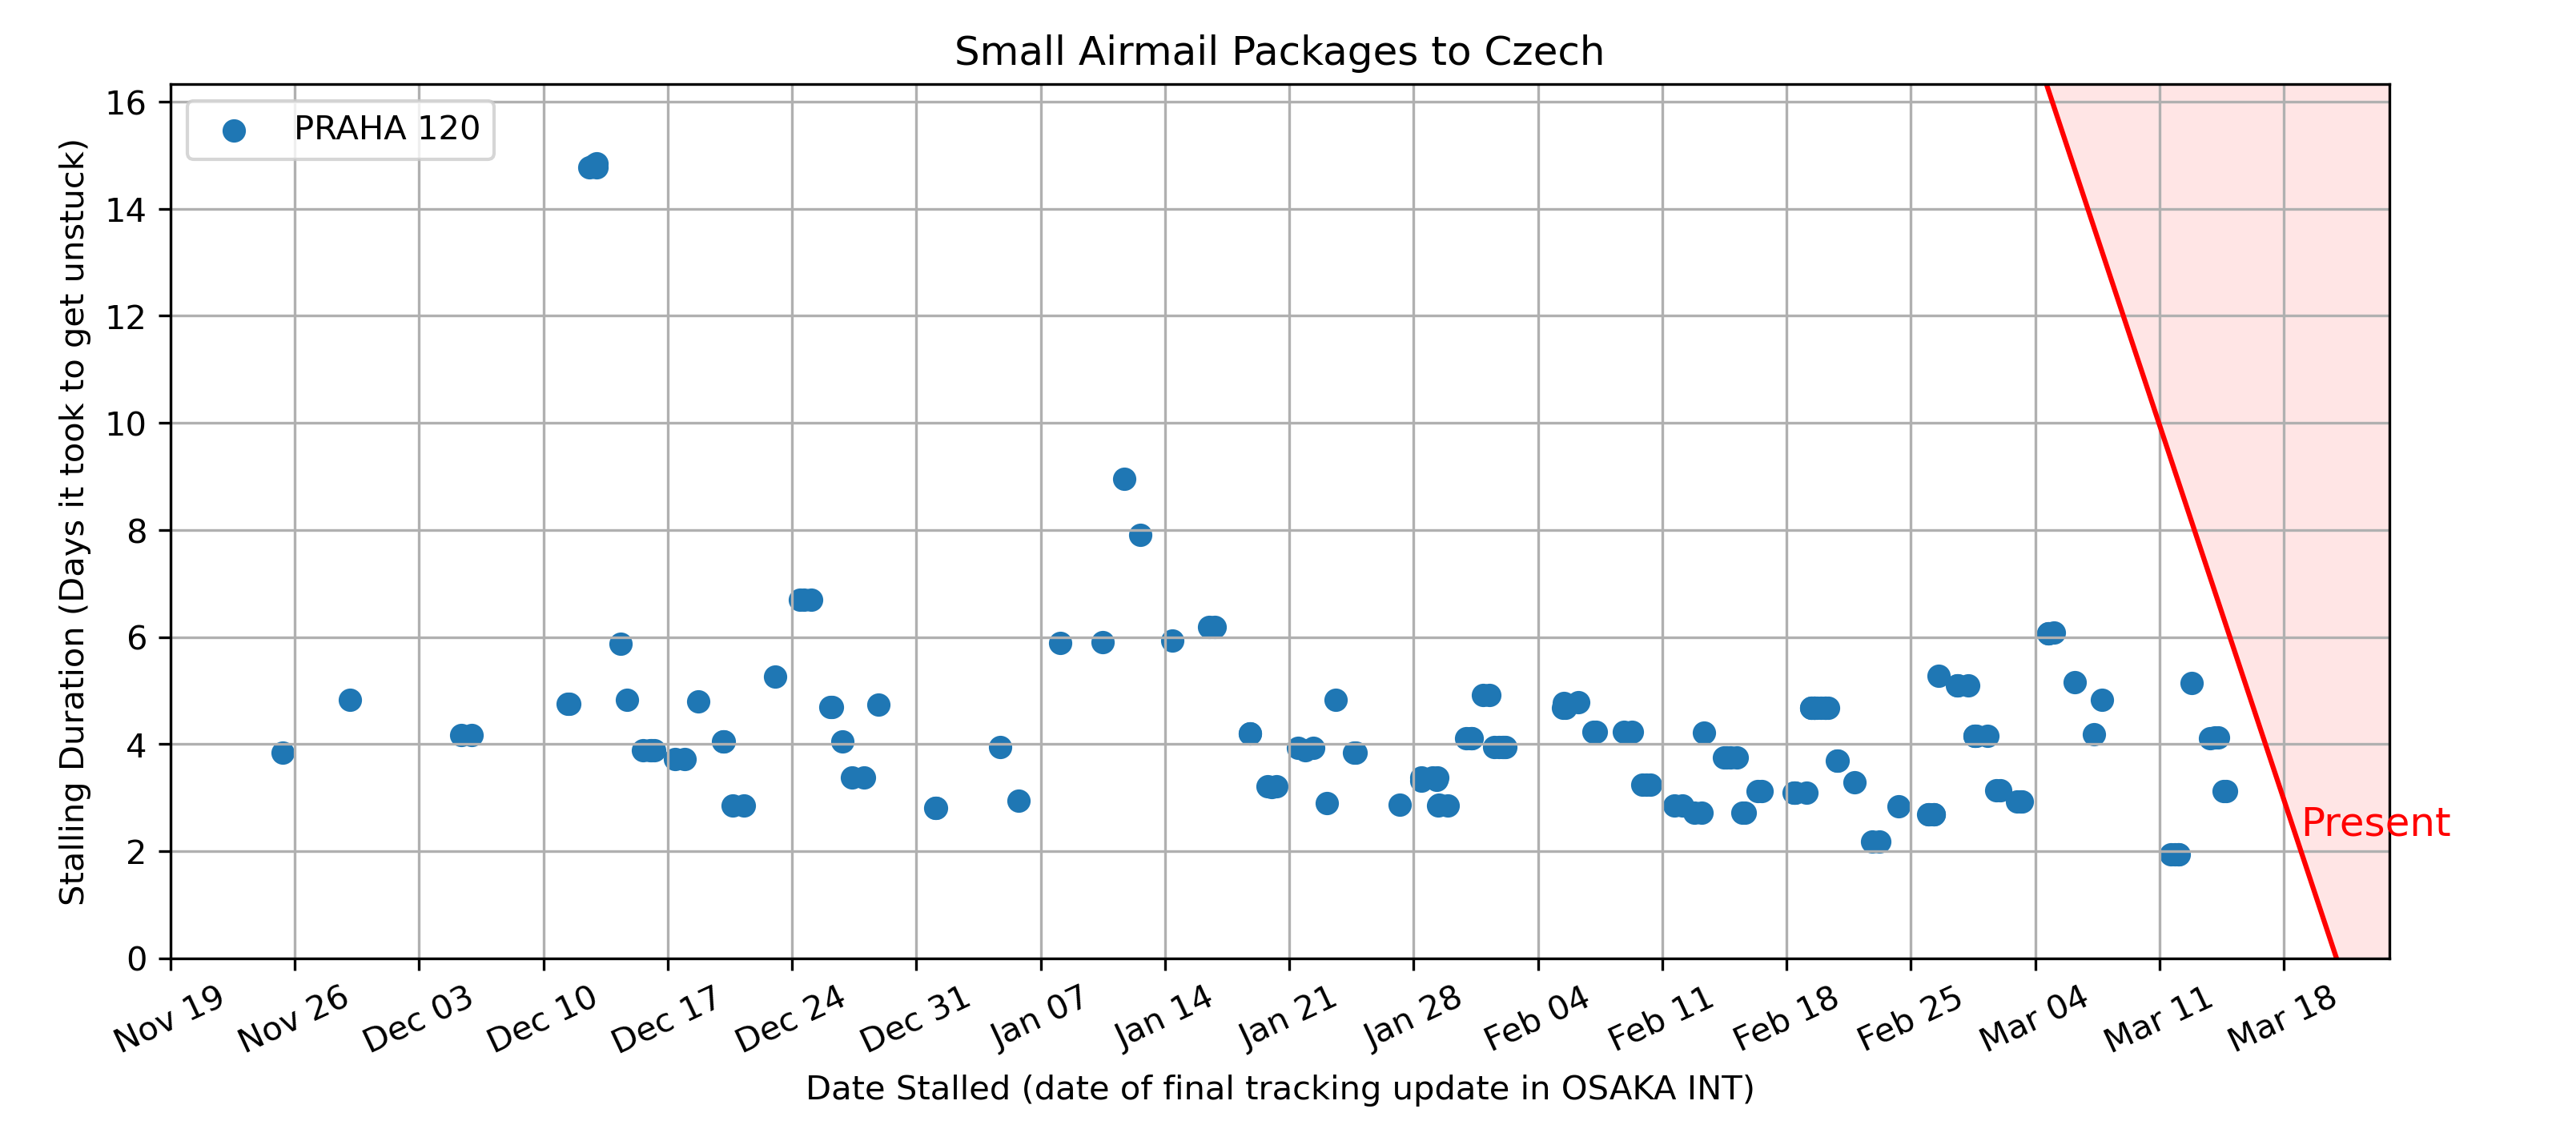 Small Airmail Packages to Czech
PRAHA 120
Stalling Duration (Days it took to get unstuck)
16
14
12
10
8
6
4
2
0
Present
Nov 19
Nov 26
Dec 03
Dec 10
Dec 17
Dec 24
Dec 31
Jan 07
Jan 14
Jan 21
Jan 28
Feb 04
Feb 11
Feb 18
Feb 25
Mar 04
Mar 11
Mar 18
Date Stalled (date of final tracking update in OSAKA INT)